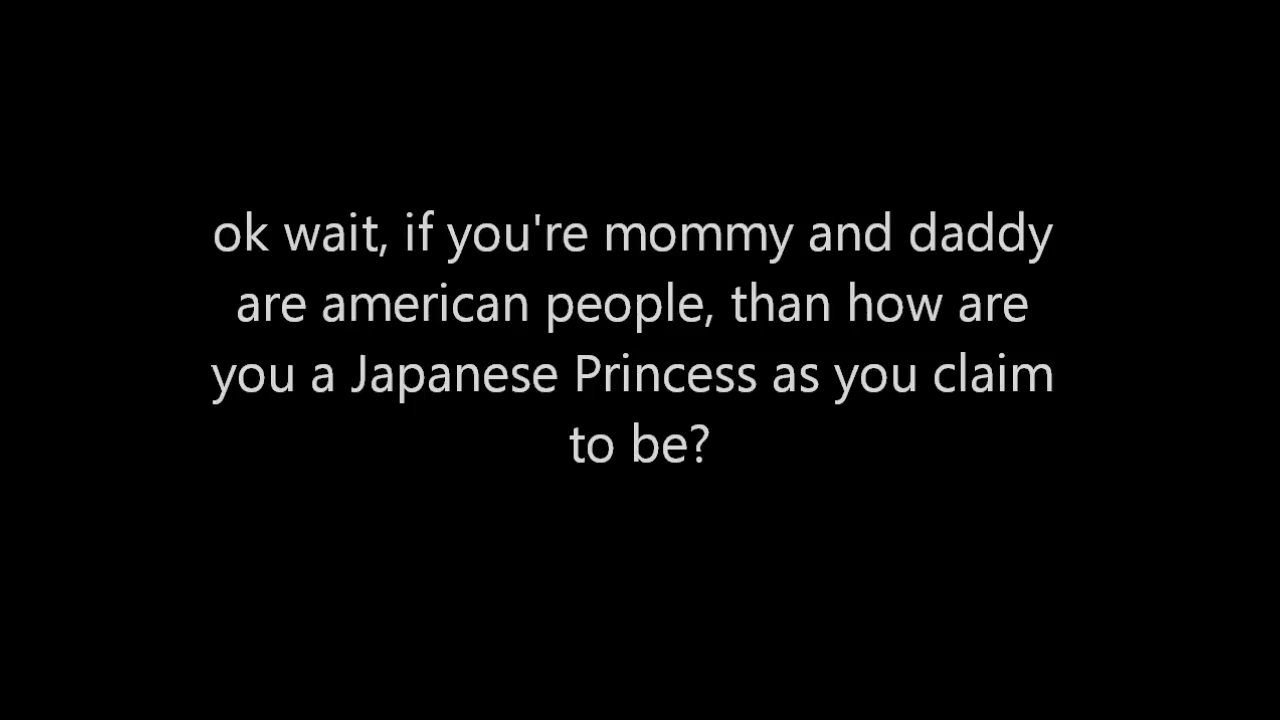 ok wait, if you're mommy and daddy
are american people, than how are
you a Japanese Princess as you claim
to be?